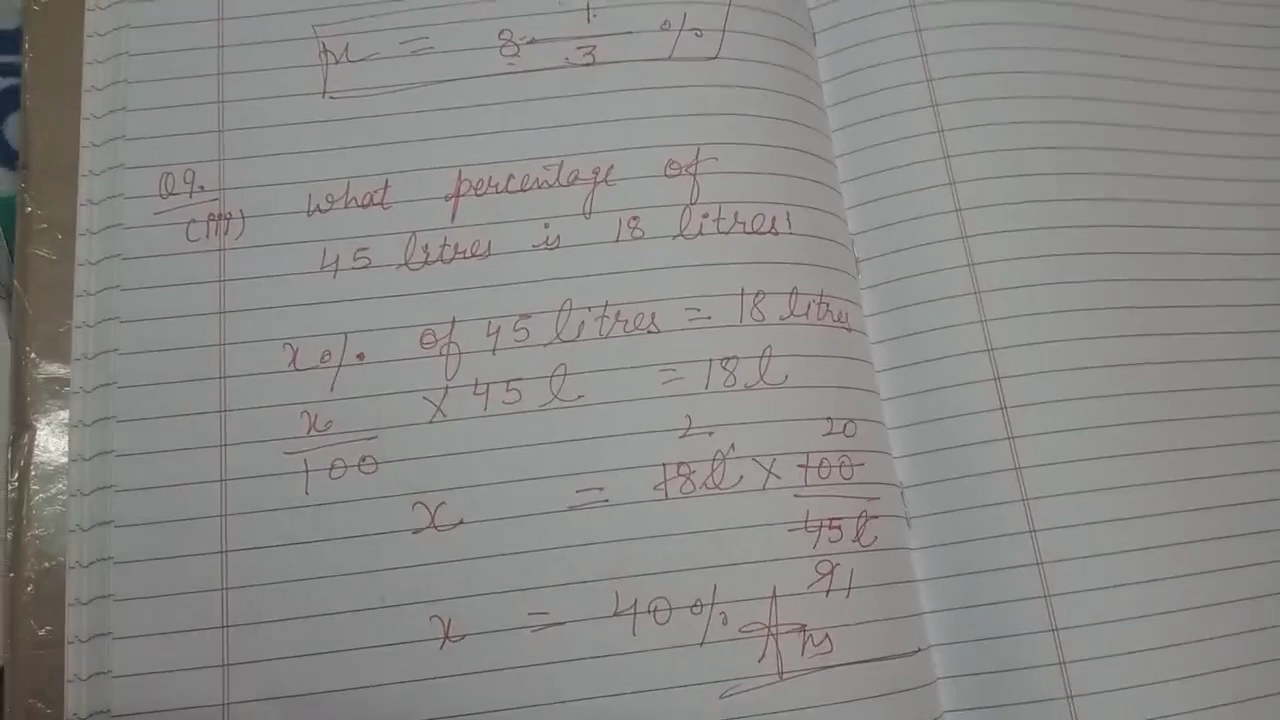 x = 8 1/3 %
Q9. What percentage of
(iii) 45 litres is 18 litres?
x% of 45 litres = 18 litres
x/100 × 45 l = 18 l
2 20
x = 18 l × 100/45 l
9 1
x = 40% Ans